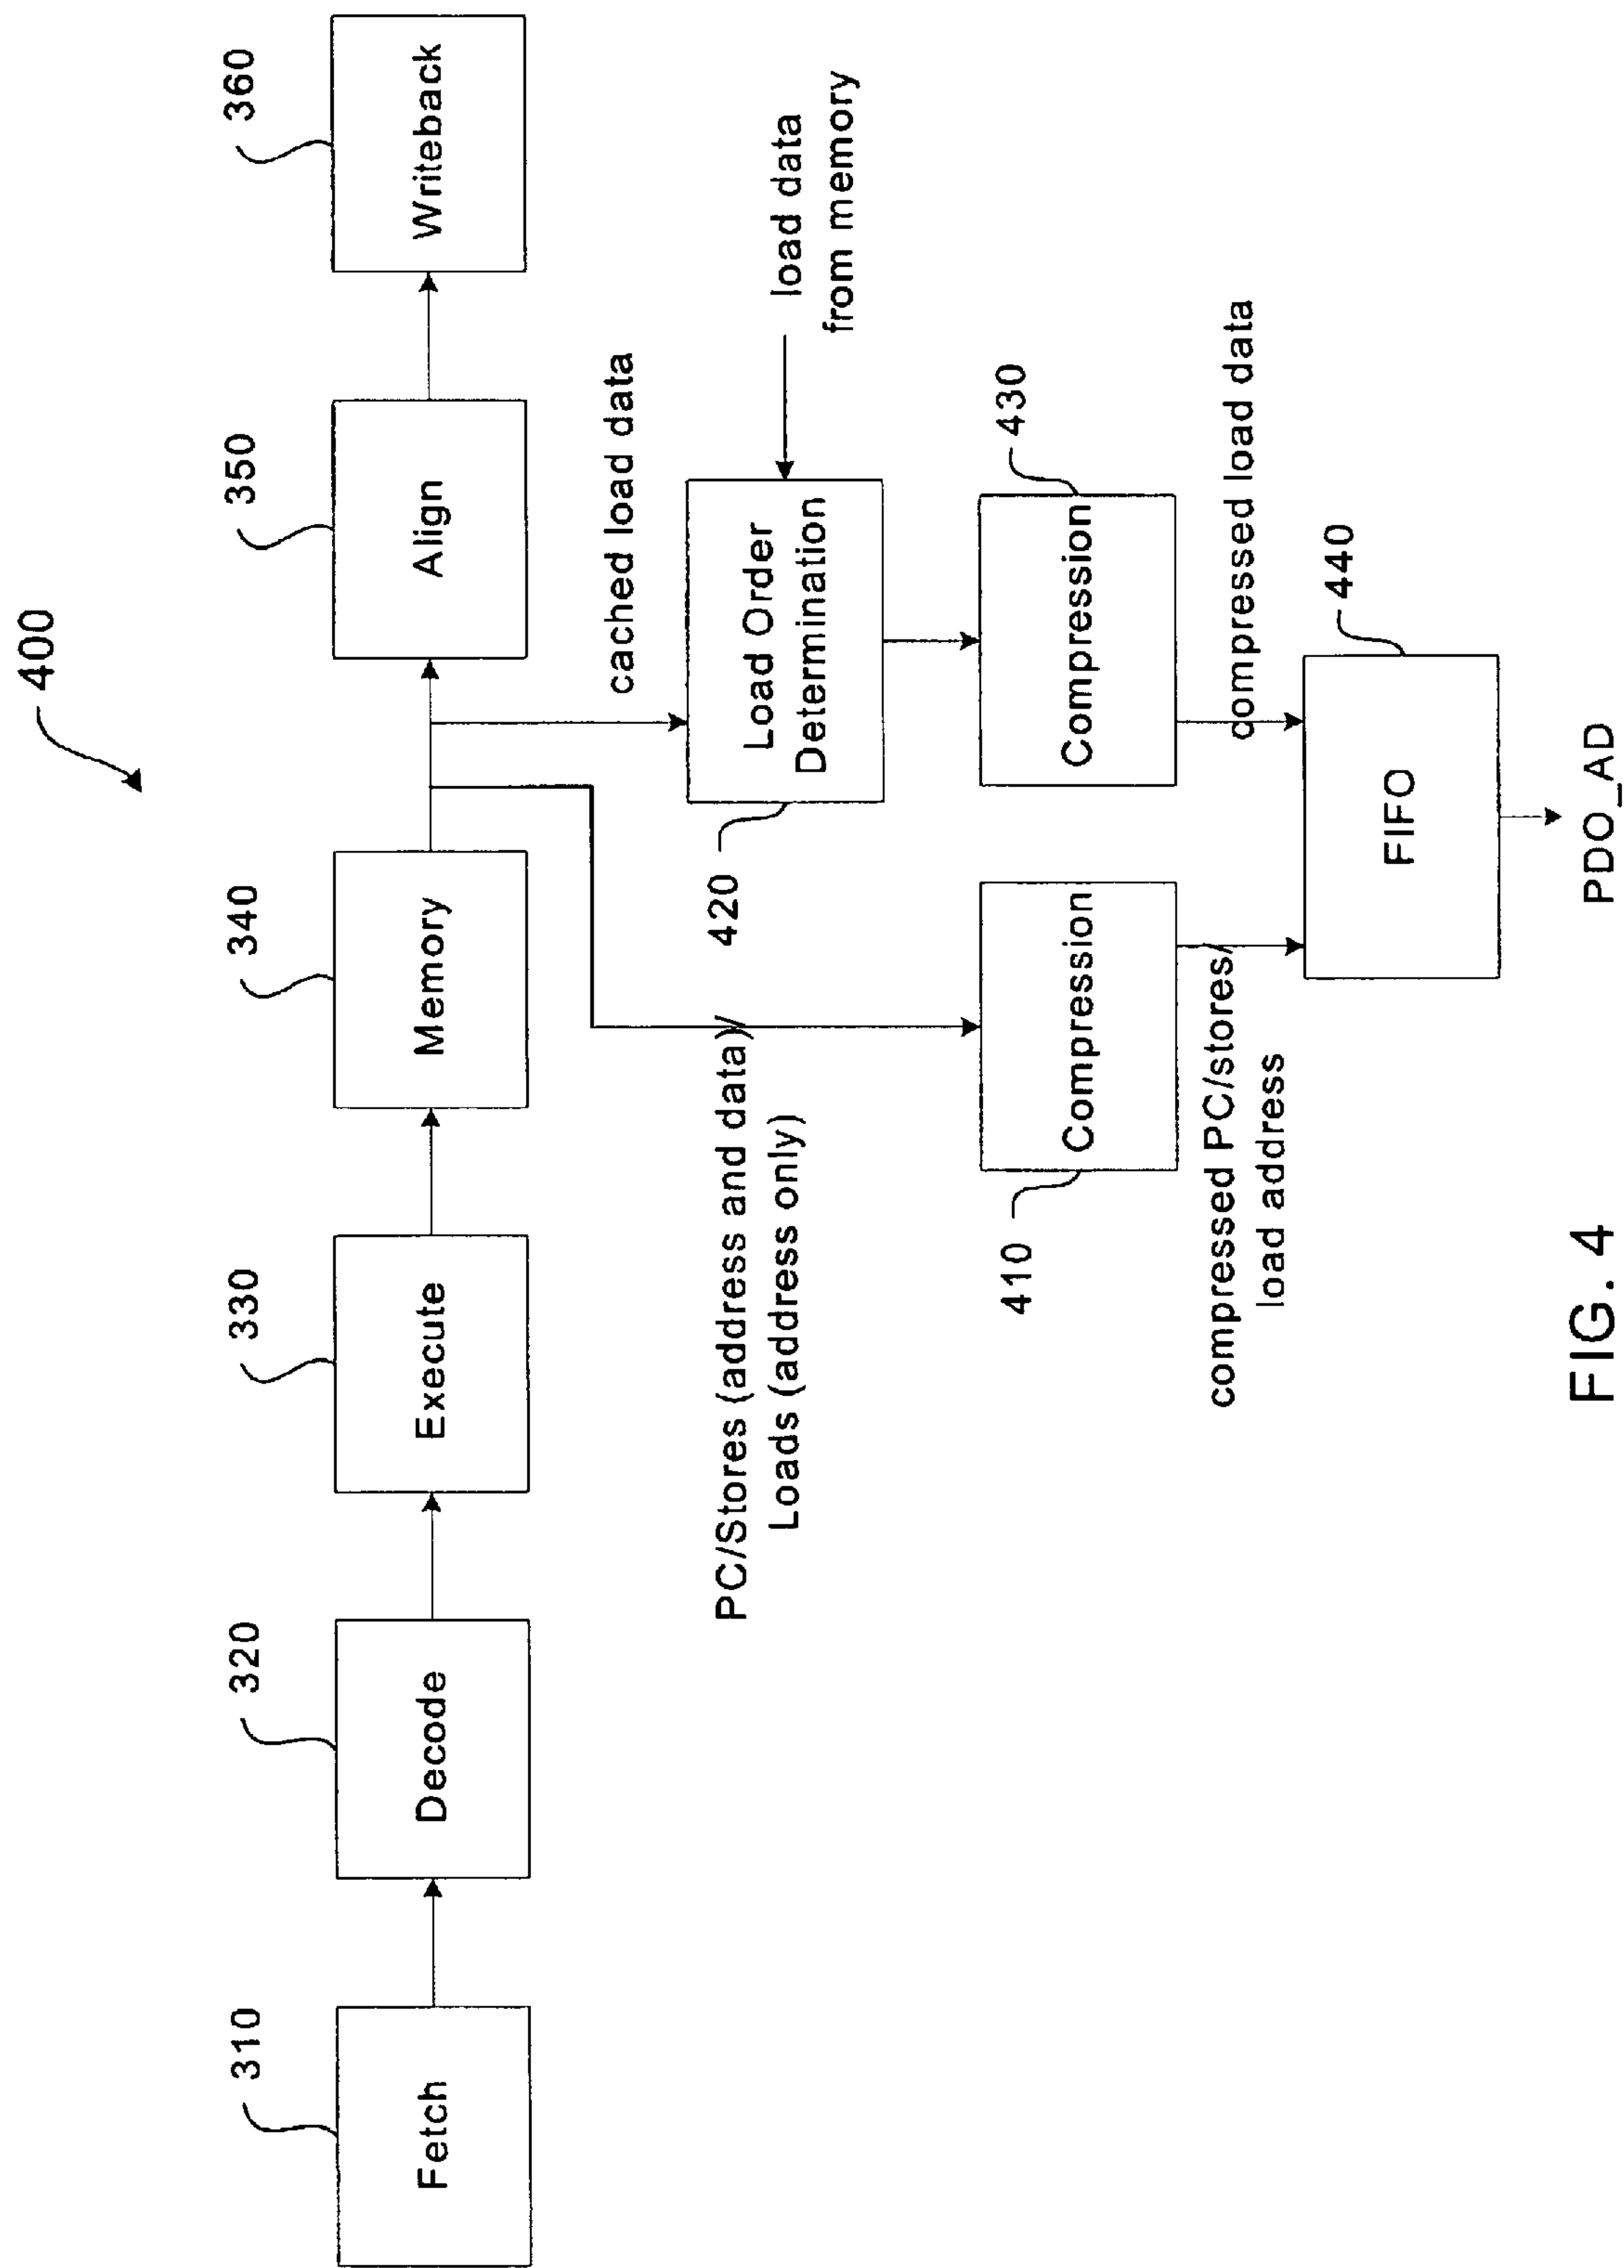 400
310
320
330
340
350
360
Fetch
Decode
Execute
Memory
Align
Writeback
cached load data
PC/Stores (address and data)/
Loads (address only)
load data
from memory
420
Load Order
Determination
410
Compression
Compression
430
compressed PC/stores/
load address
compressed load data
FIFO
440
PDO_AD
FIG. 4